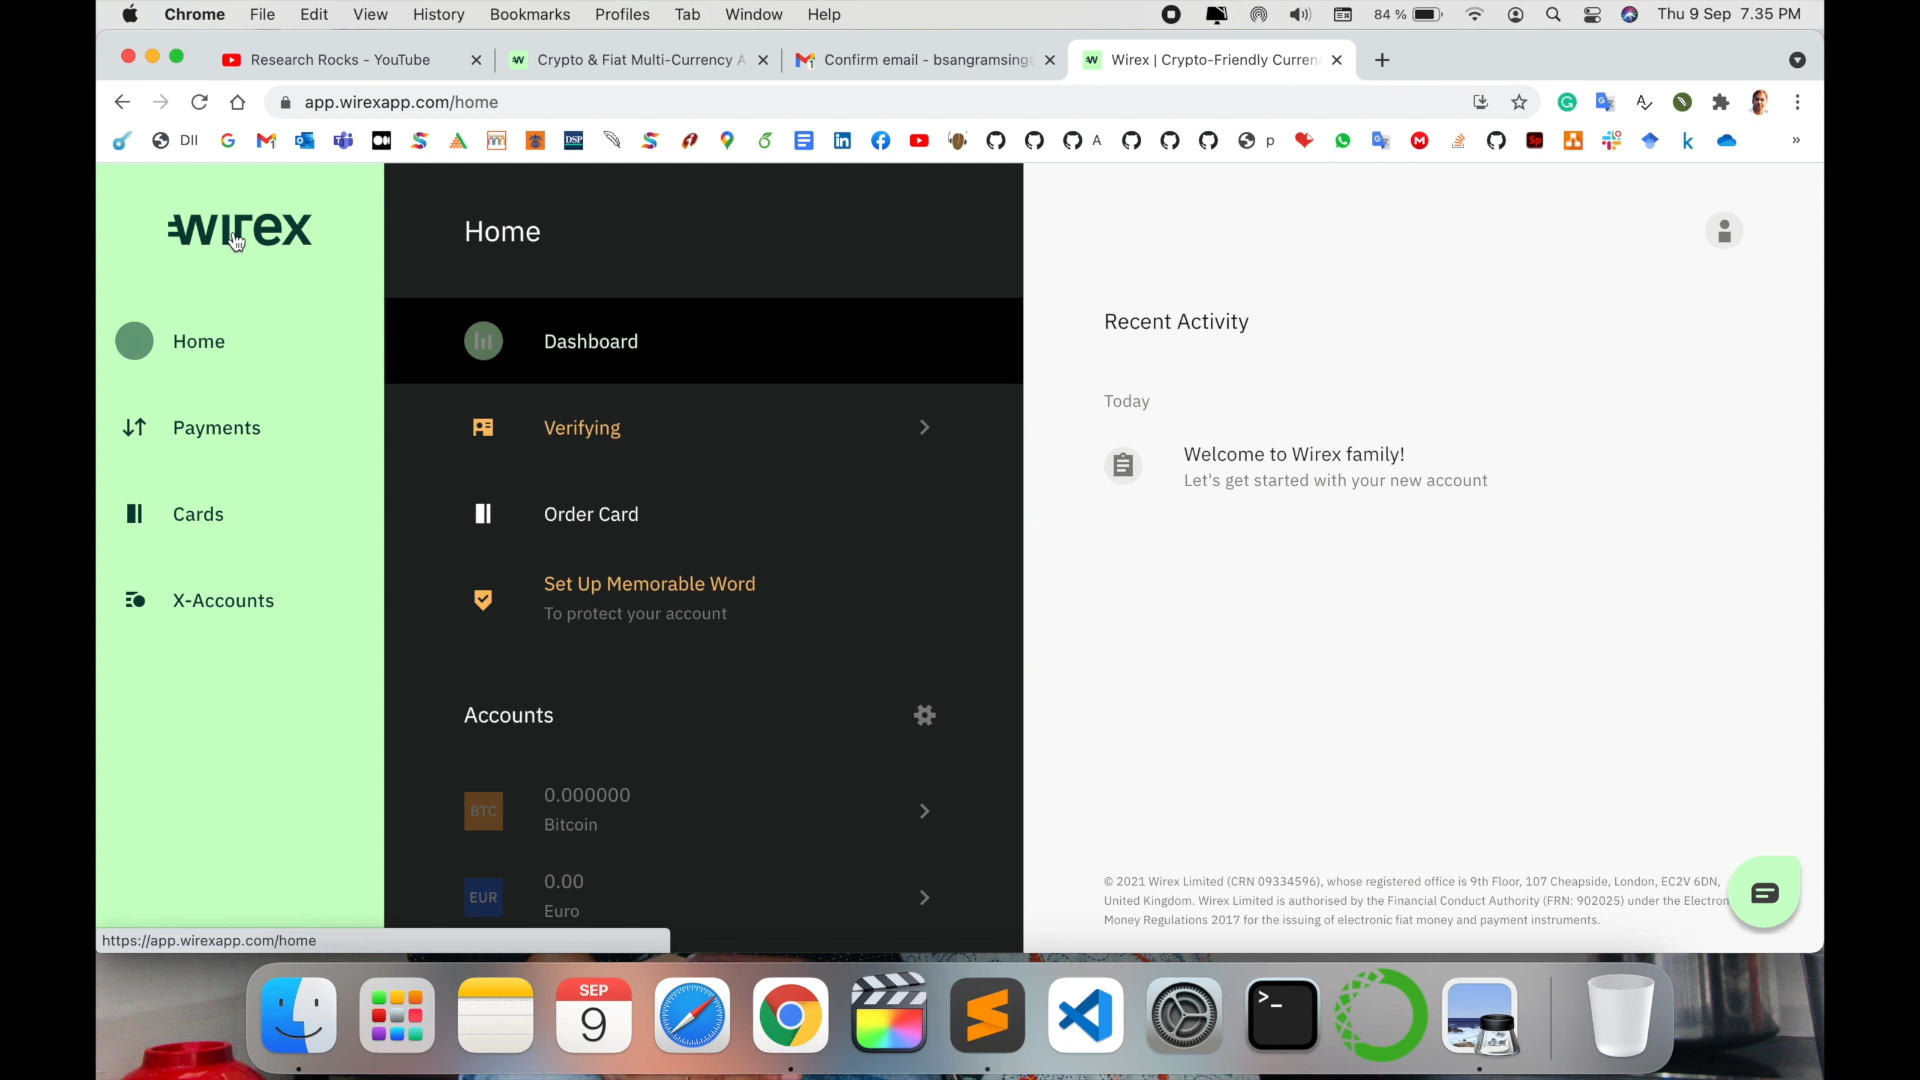 Chrome File Edit View History Bookmarks Profiles Tab Window Help 84 % Thu 9 Sep 7.35 PM
Research Rocks - YouTube
Crypto & Fiat Multi-Currency A
Confirm email - bsangramsing
Wirex | Crypto-Friendly Curren
app.wirexapp.com/home
DII
A
p
wirex
Home
Payments
Cards
X-Accounts
Home
Dashboard
Verifying
Order Card
Set Up Memorable Word
To protect your account
Accounts
BTC
0.000000
Bitcoin
EUR
0.00
Euro
Recent Activity
Today
Welcome to Wirex family!
Let's get started with your new account
© 2021 Wirex Limited (CRN 09334596), whose registered office is 9th Floor, 107 Cheapside, London, EC2V 6DN,
United Kingdom. Wirex Limited is authorised by the Financial Conduct Authority (FRN: 902025) under the Electron
Money Regulations 2017 for the issuing of electronic fiat money and payment instruments.
https://app.wirexapp.com/home
SEP
9